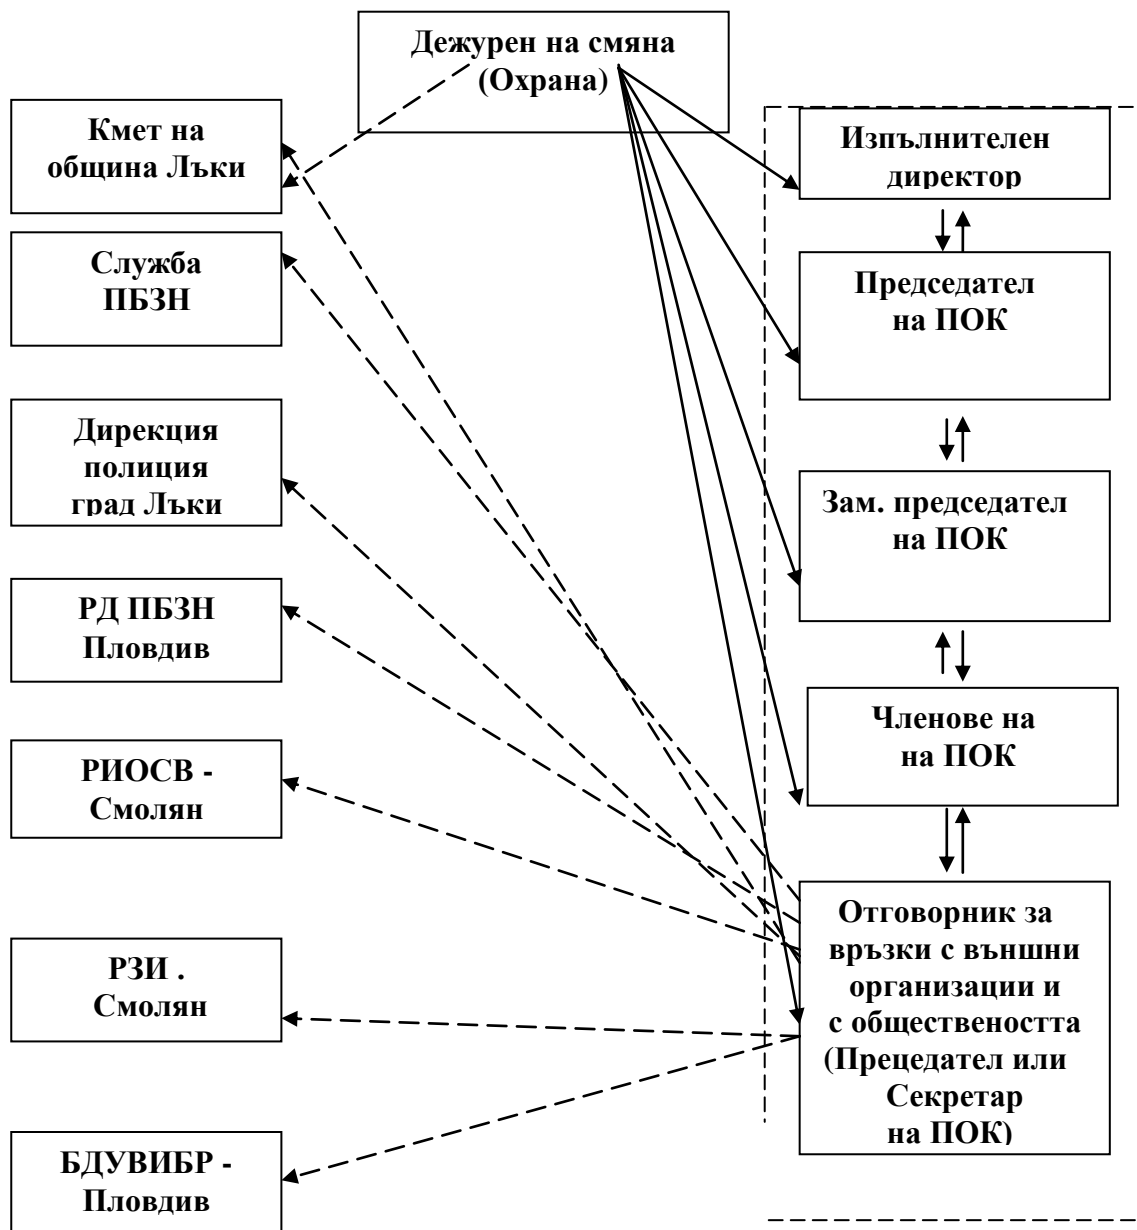 Дежурен на смяна
(Охрана)
Кмет на
община Лъки
Служба
ПБЗН
Дирекция
полиция
град Лъки
РД ПБЗН
Пловдив
РИОСВ -
Смолян
РЗИ .
Смолян
БДУВИБР -
Пловдив
Изпълнителен
директор
Председател
на ПОК
Зам. председател
на ПОК
Членове на
на ПОК
Отговорник за
връзки с външни
организации и
с обществеността
(Прецедател или
Секретар
на ПОК)